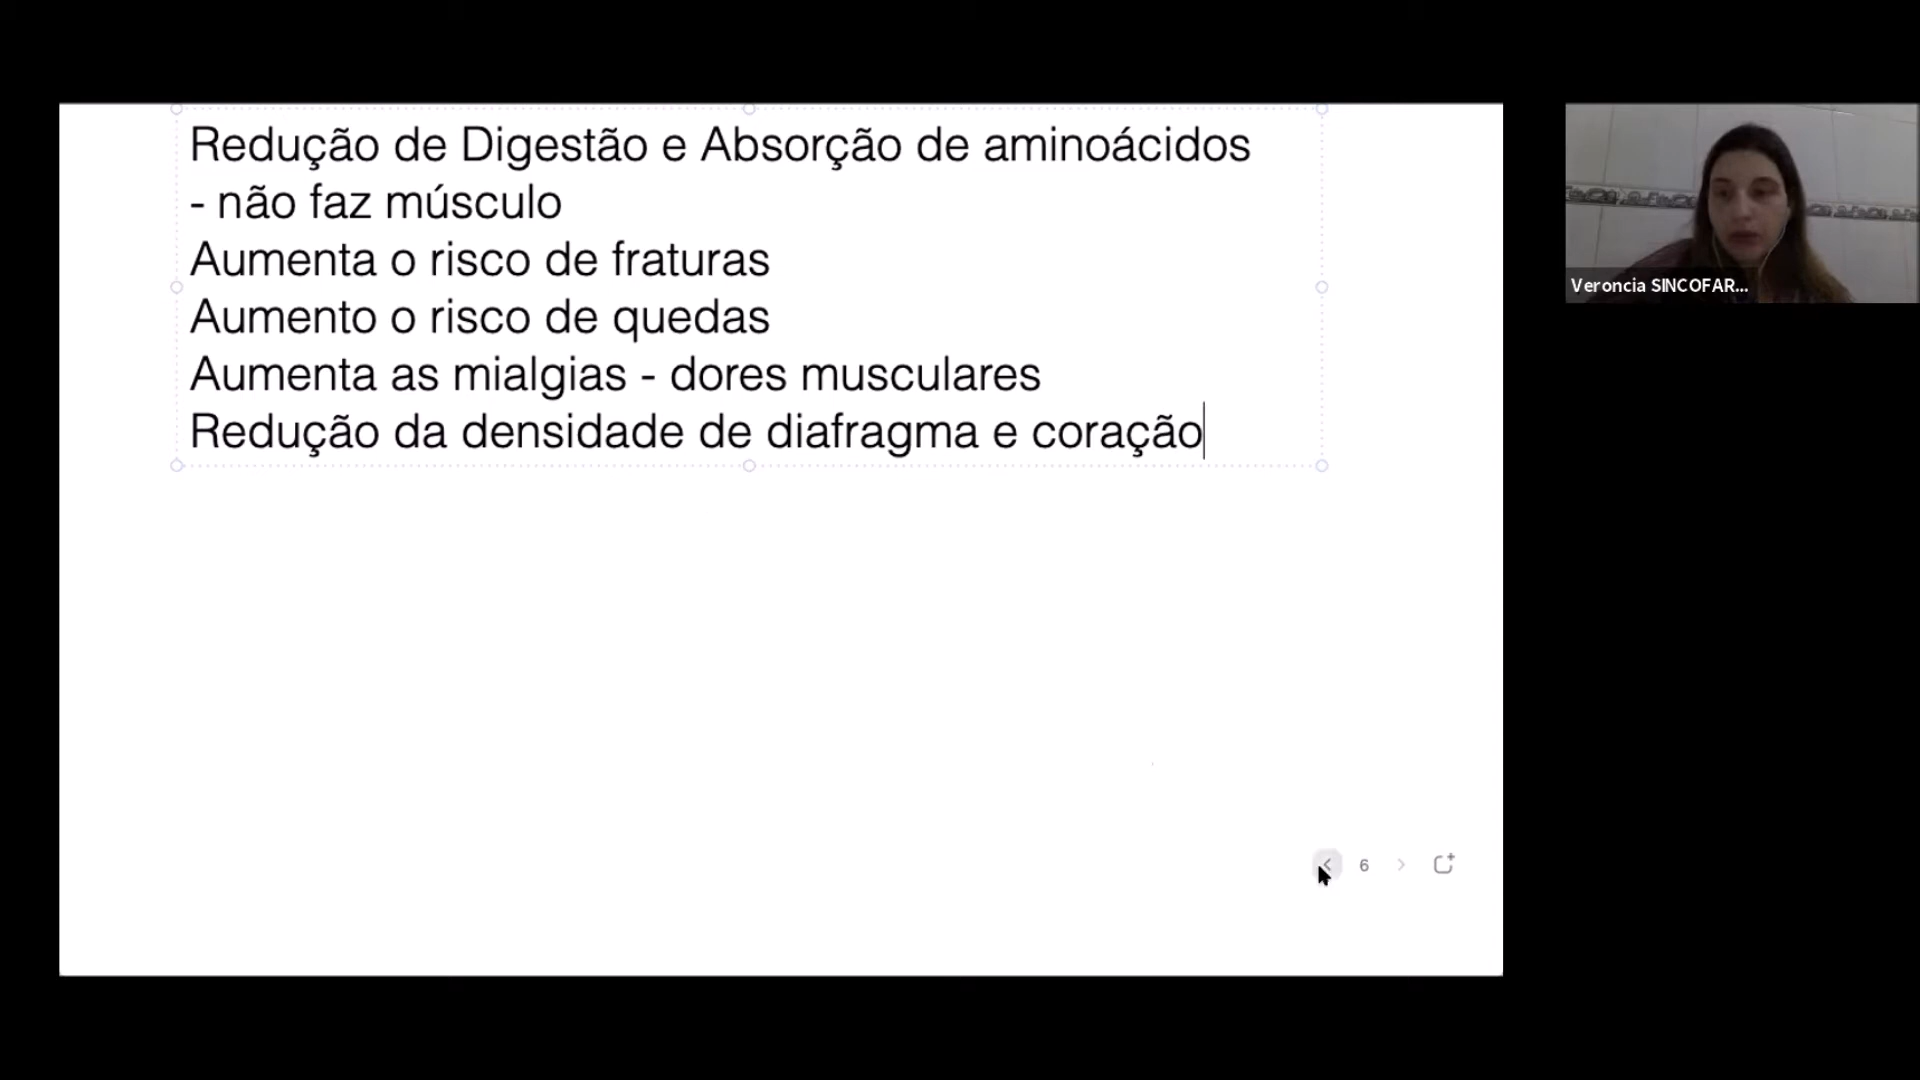 Redução de Digestão e Absorção de aminoácidos
- não faz músculo
Aumenta o risco de fraturas
Aumento o risco de quedas
Aumenta as mialgias - dores musculares
Redução da densidade de diafragma e coração
Veroncia SINCOFAR...
6